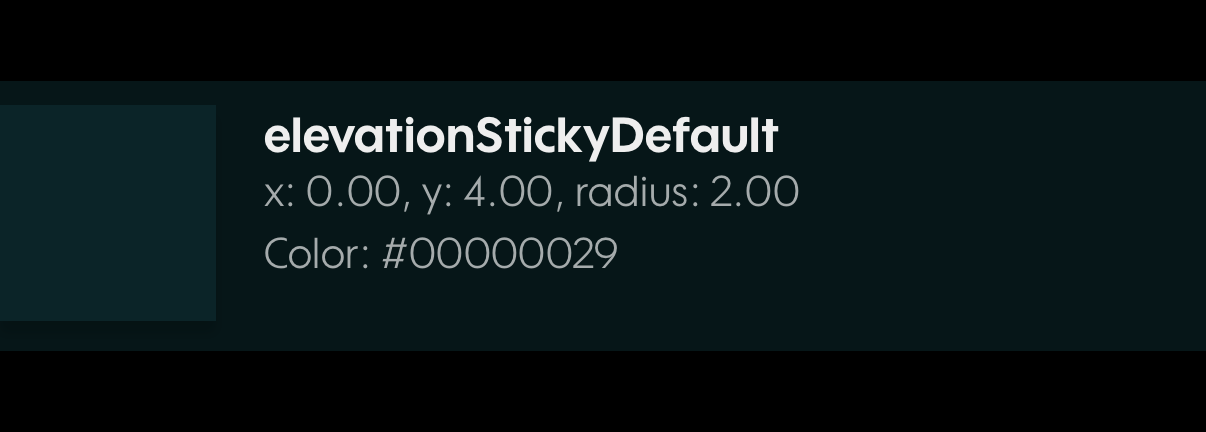 elevationStickyDefault
x: 0.00, y: 4.00, radius: 2.00
Color: #00000029